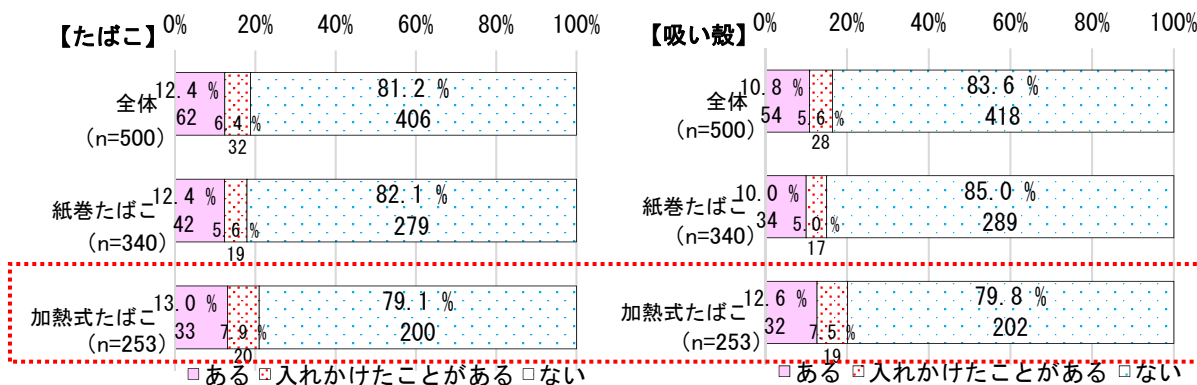 【たばこ】 0% 20% 40% 60% 80% 100%
全体
(n=500)
12.4 %
62
6.4 %
32
81.2 %
406
紙巻たばこ
(n=340)
12.4 %
42
5.6 %
19
82.1 %
279
加熱式たばこ
(n=253)
13.0 %
33
7.9 %
20
79.1 %
200
ある 入れかけたことがある ない
【吸い殻】 0% 20% 40% 60% 80% 100%
全体
(n=500)
10.8 %
54
5.6 %
28
83.6 %
418
紙巻たばこ
(n=340)
10.0 %
34
5.0 %
17
85.0 %
289
加熱式たばこ
(n=253)
12.6 %
32
7.5 %
19
79.8 %
202
ある 入れかけたことがある ない